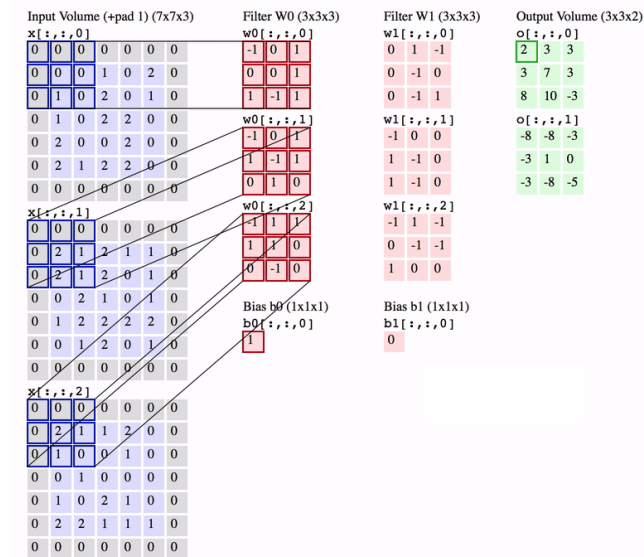 Input Volume (+pad 1) (7x7x3)
x[:,:,0]
0 0 0 0 0 0 0
0 0 0 1 0 2 0
0 1 0 2 0 1 0
0 1 0 2 2 0 0
0 2 0 0 2 0 0
0 2 1 2 2 0 0
0 0 0 0 0 0 0
x[:,:,1]
0 0 0 0 0 0 0
0 2 1 2 1 1 0
0 2 1 2 0 1 0
0 0 2 1 0 1 0
0 1 2 2 2 2 0
0 0 1 2 0 1 0
0 0 0 0 0 0 0
x[:,:,2]
0 0 0 0 0 0 0
0 2 1 1 2 0 0
0 1 0 0 1 0 0
0 0 1 0 0 0 0
0 1 0 2 1 0 0
0 2 2 1 1 1 0
0 0 0 0 0 0 0
Filter W0 (3x3x3)
w0[:,:,0]
-1 0 1
0 0 1
1 -1 1
w0[:,:,1]
-1 0 1
1 -1 1
0 1 0
w0[:,:,2]
-1 1 1
1 1 0
0 -1 0
Bias b0 (1x1x1)
b0[:,:,0]
1
Filter W1 (3x3x3)
w1[:,:,0]
0 1 -1
0 -1 0
0 -1 1
w1[:,:,1]
-1 0 0
1 -1 0
1 -1 0
w1[:,:,2]
-1 1 -1
0 -1 -1
1 0 0
Bias b1 (1x1x1)
b1[:,:,0]
0
Output Volume (3x3x2)
o[:,:,0]
2 3 3
3 7 3
8 10 -3
o[:,:,1]
-8 -8 -3
-3 1 0
-3 -8 -5